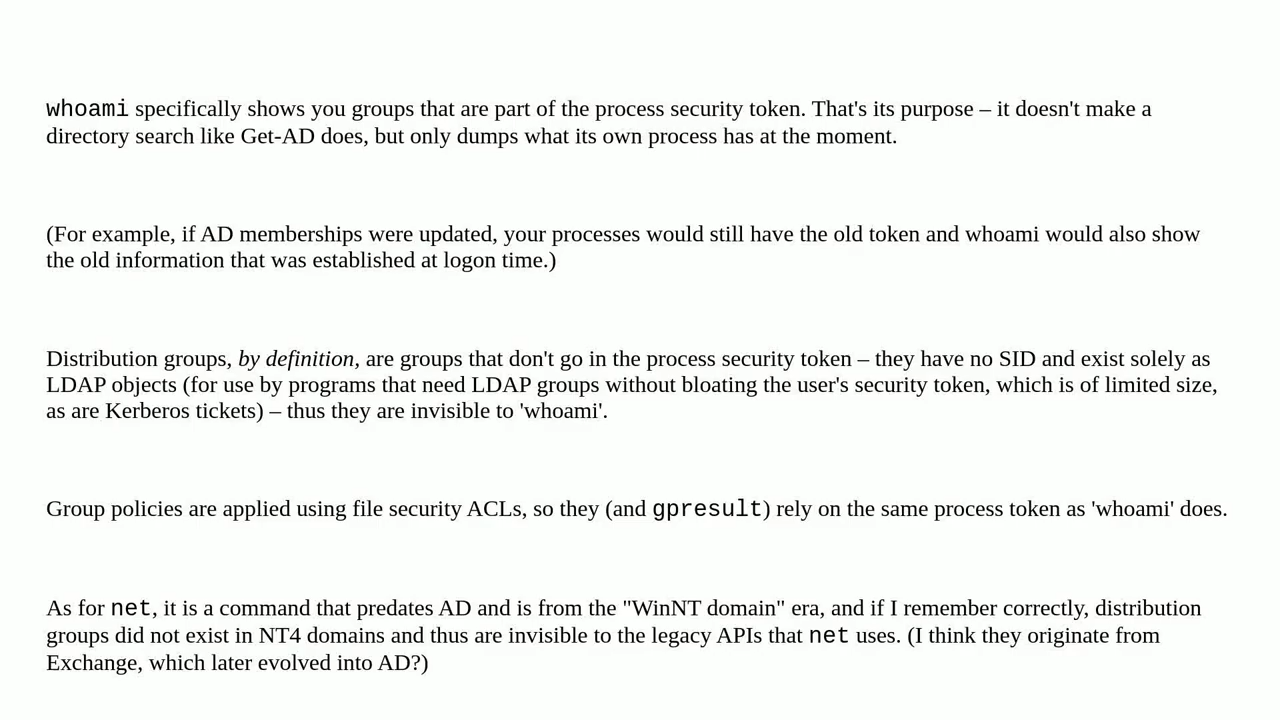 whoami specifically shows you groups that are part of the process security token. That's its purpose – it doesn't make a
directory search like Get-AD does, but only dumps what its own process has at the moment.
(For example, if AD memberships were updated, your processes would still have the old token and whoami would also show
the old information that was established at logon time.)
Distribution groups, by definition, are groups that don't go in the process security token – they have no SID and exist solely as
LDAP objects (for use by programs that need LDAP groups without bloating the user's security token, which is of limited size,
as are Kerberos tickets) – thus they are invisible to 'whoami'.
Group policies are applied using file security ACLs, so they (and gpresult) rely on the same process token as 'whoami' does.
As for net, it is a command that predates AD and is from the "WinNT domain" era, and if I remember correctly, distribution
groups did not exist in NT4 domains and thus are invisible to the legacy APIs that net uses. (I think they originate from
Exchange, which later evolved into AD?)